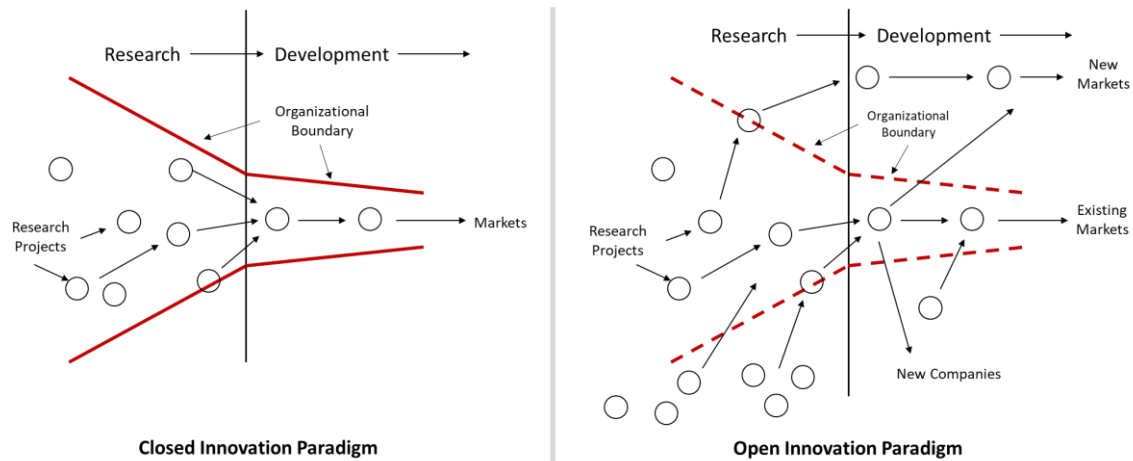 Research
Development
Organizational
Boundary
Research
Projects
Markets
Closed Innovation Paradigm
Research
Development
New
Markets
Organizational
Boundary
Research
Projects
Existing
Markets
New Companies
Open Innovation Paradigm